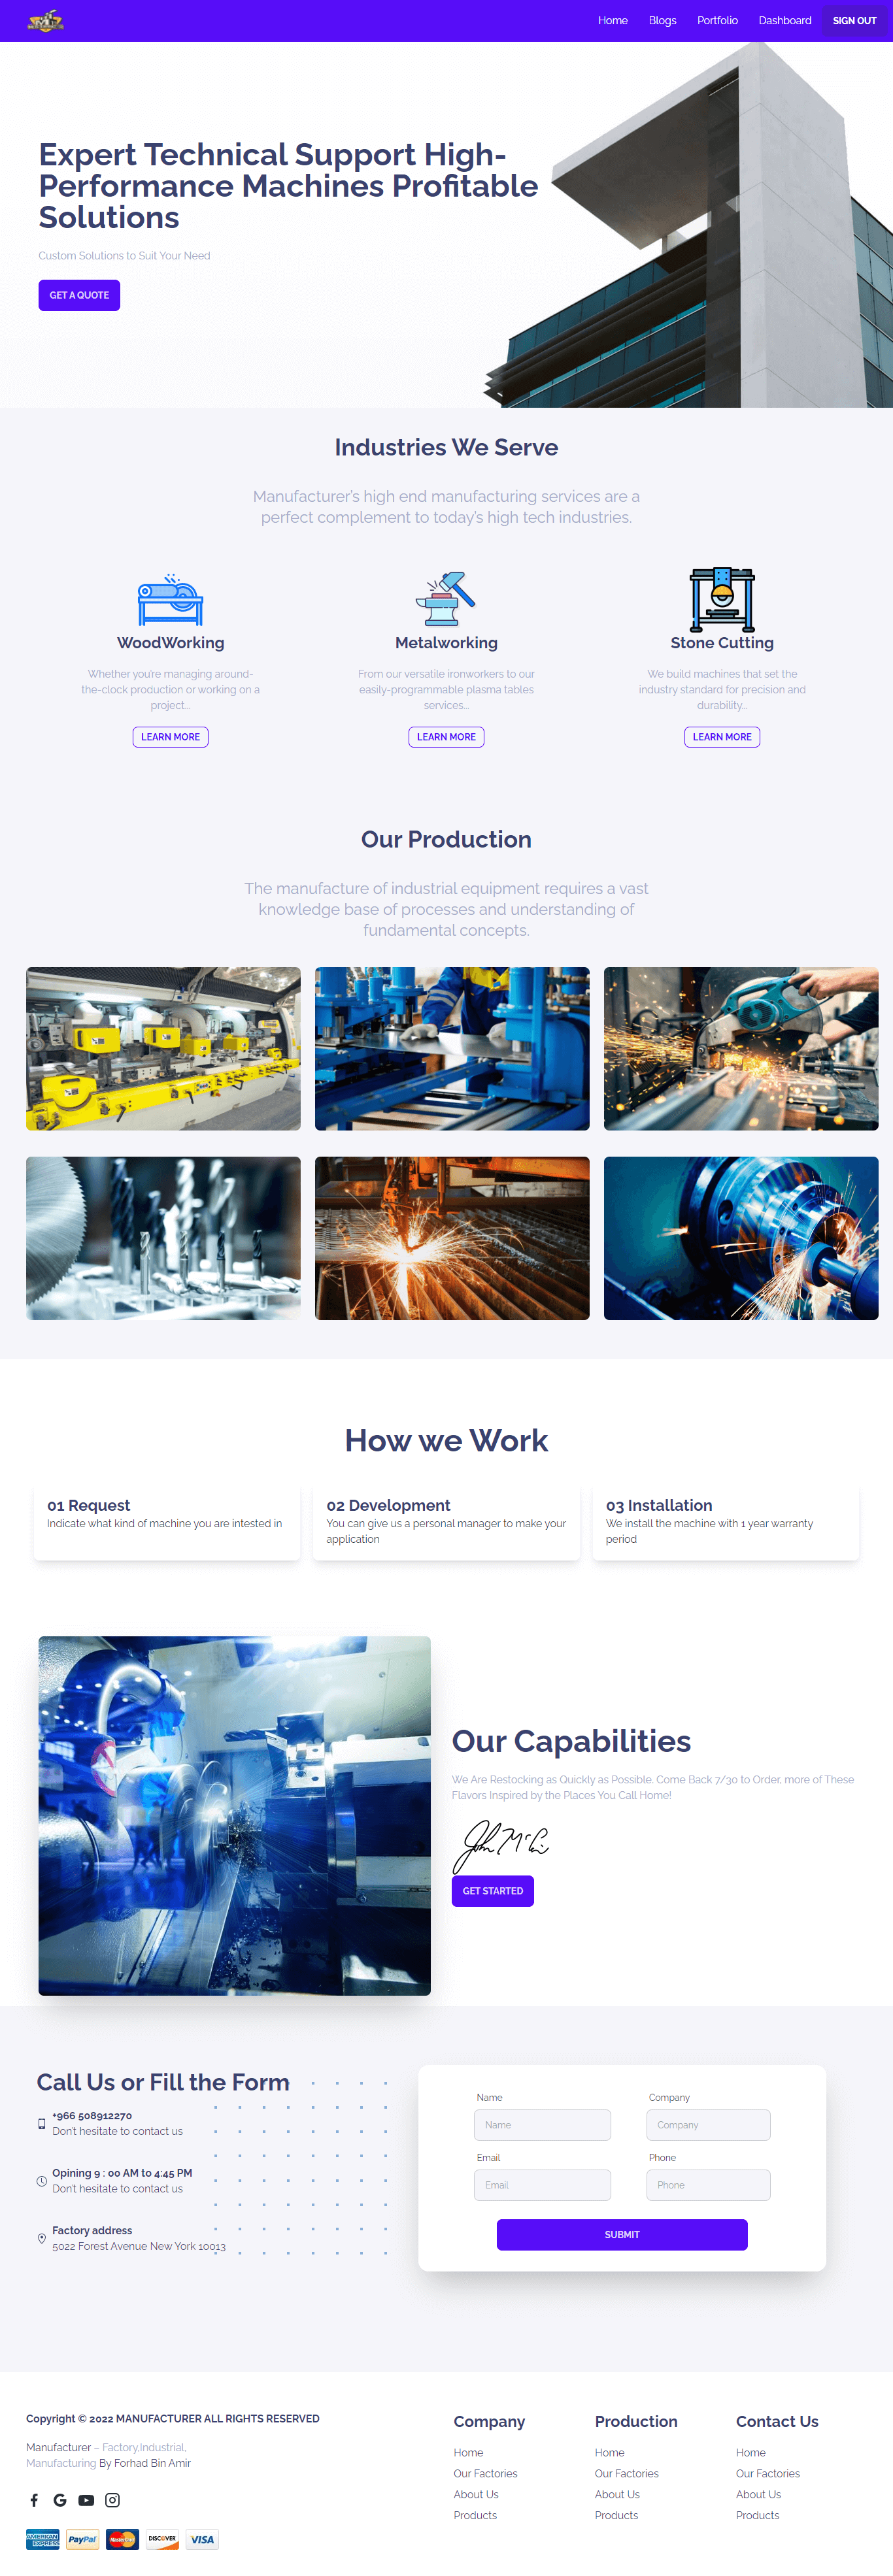 Home Blogs Portfolio Dashboard SIGN OUT
Expert Technical Support High-
Performance Machines Profitable
Solutions
Custom Solutions to Suit Your Need
GET A QUOTE
Industries We Serve
Manufacturer's high end manufacturing services are a
perfect complement to today's high tech industries.
WoodWorking
Whether you're managing around-
the-clock production or working on a
project...
LEARN MORE
Metalworking
From our versatile ironworkers to our
easily-programmable plasma tables
services...
LEARN MORE
Stone Cutting
We build machines that set the
industry standard for precision and
durability...
LEARN MORE
Our Production
The manufacture of industrial equipment requires a vast
knowledge base of processes and understanding of
fundamental concepts.
How we Work
01 Request
Indicate what kind of machine you are intested in
02 Development
You can give us a personal manager to make your
application
03 Installation
We install the machine with 1 year warranty
period
Our Capabilities
We Are Restocking as Quickly as Possible. Come Back 7/30 to Order, more of These
Flavors Inspired by the Places You Call Home!
GET STARTED
Call Us or Fill the Form
+966 508912270
Don't hesitate to contact us
Opining 9 : 00 AM to 4:45 PM
Don't hesitate to contact us
Factory address
5022 Forest Avenue New York 10013
Name
Name
Company
Company
Email
Email
Phone
Phone
SUBMIT
Copyright © 2022 MANUFACTURER ALL RIGHTS RESERVED
Manufacturer – Factory,Industrial,
Manufacturing By Forhad Bin Amir
AMERICAN EXPRESS PayPal MasterCard DISCOVER VISA
Company
Home
Our Factories
About Us
Products
Production
Home
Our Factories
About Us
Products
Contact Us
Home
Our Factories
About Us
Products